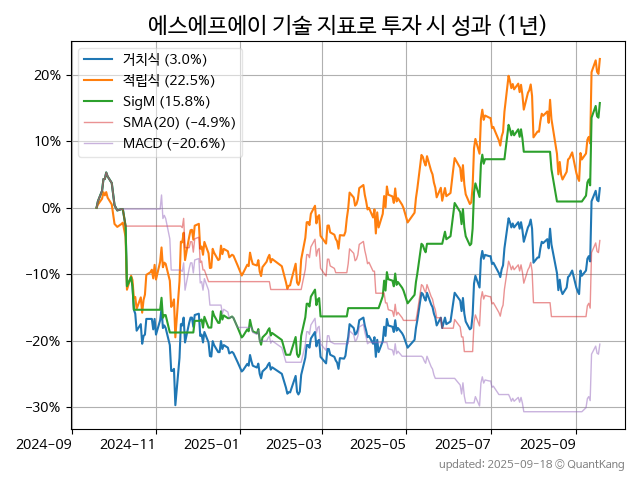 에스에프에이 기술 지표로 투자 시 성과 (1년)
거치식 (3.0%)
적립식 (22.5%)
SigM (15.8%)
SMA(20) (−4.9%)
MACD (−20.6%)
20%
10%
0%
−10%
−20%
−30%
2024-09
2024-11
2025-01
2025-03
2025-05
2025-07
2025-09
updated: 2025-09-18 © QuantKang